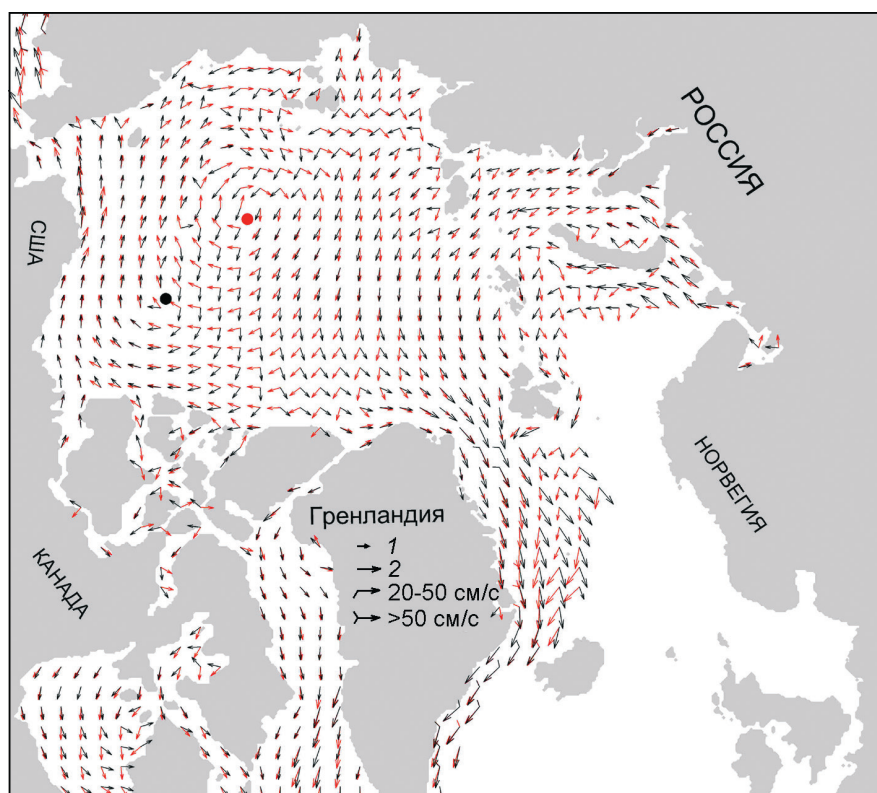 РОССИЯ
США
НОРВЕГИЯ
КАНАДА
Гренландия
1
2
20-50 см/с
>50 см/с